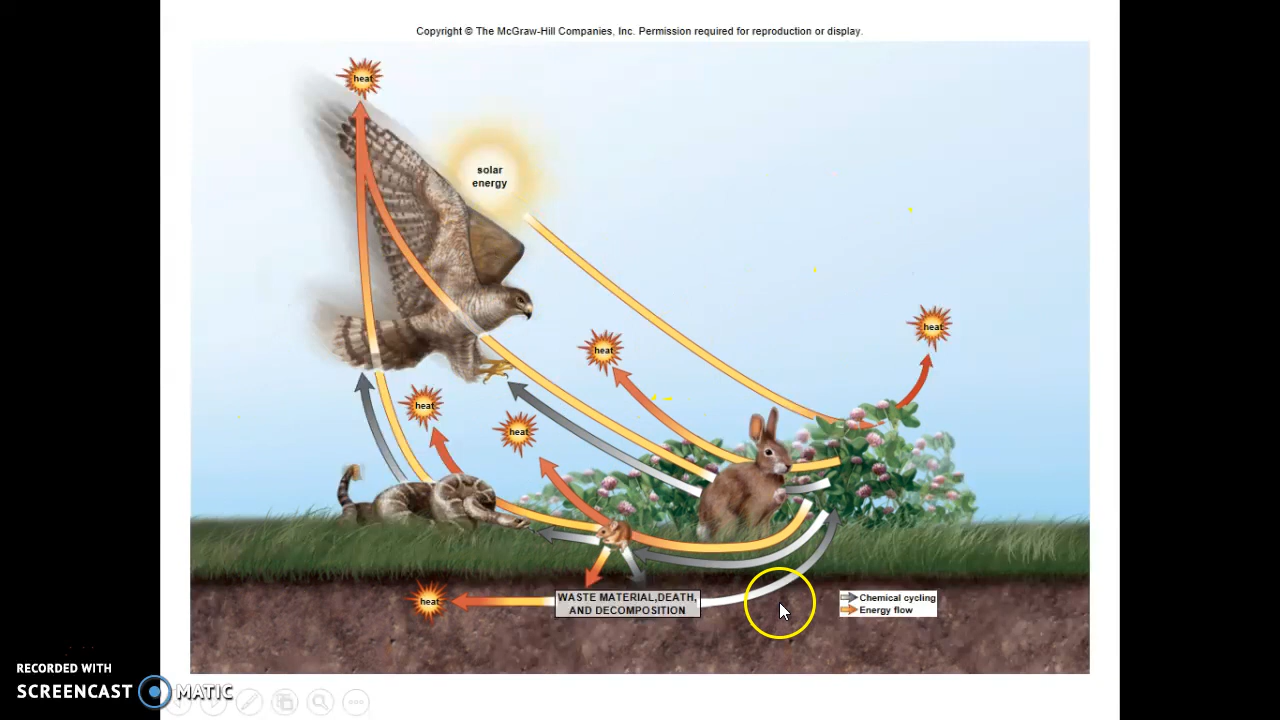 Copyright © The McGraw-Hill Companies, Inc. Permission required for reproduction or display.
heat
solar
energy
heat
heat
heat
heat
WASTE MATERIAL,DEATH,
AND DECOMPOSITION
heat
Chemical cycling
Energy flow
RECORDED WITH
SCREENCAST MATIC